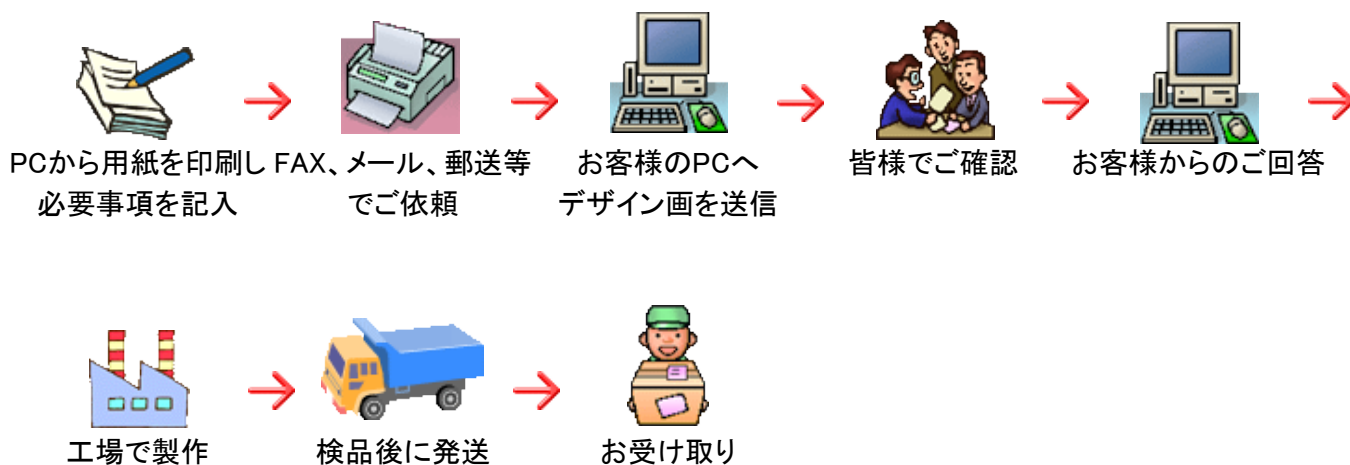 PCから用紙を印刷し
必要事項を記入
FAX、メール、郵送等
でご依頼
お客様のPCへ
デザイン画を送信
皆様でご確認
お客様からのご回答
工場で製作
検品後に発送
お受け取り